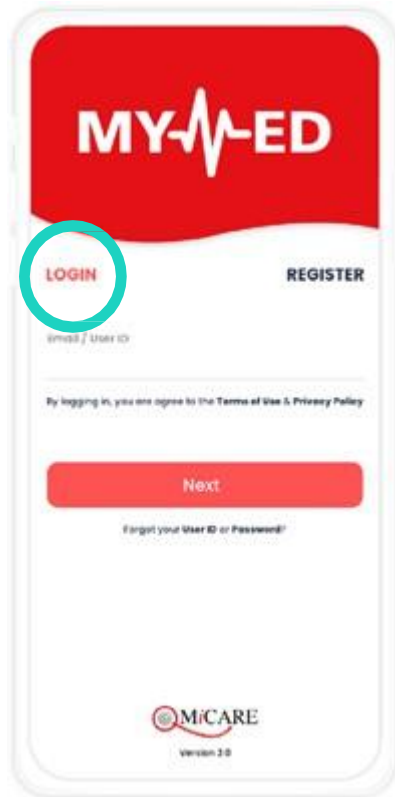 MY ED
LOGIN REGISTER
Email / User ID
By logging in, you are agree to the Terms of Use & Privacy Policy
Next
Forgot your User ID or Password?
MiCARE
Version 2.0